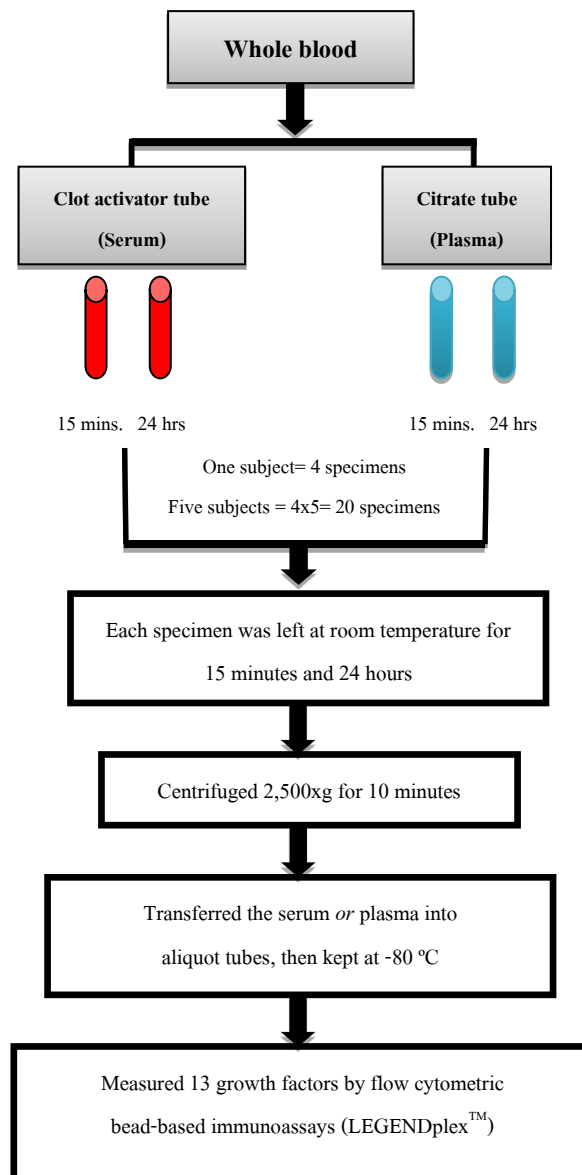 Whole blood
Clot activator tube
(Serum)
Citrate tube
(Plasma)
15 mins. 24 hrs
15 mins. 24 hrs
One subject= 4 specimens
Five subjects = 4x5= 20 specimens
Each specimen was left at room temperature for
15 minutes and 24 hours
Centrifuged 2,500xg for 10 minutes
Transferred the serum or plasma into
aliquot tubes, then kept at -80 ºC
Measured 13 growth factors by flow cytometric
bead-based immunoassays (LEGENDplex™)